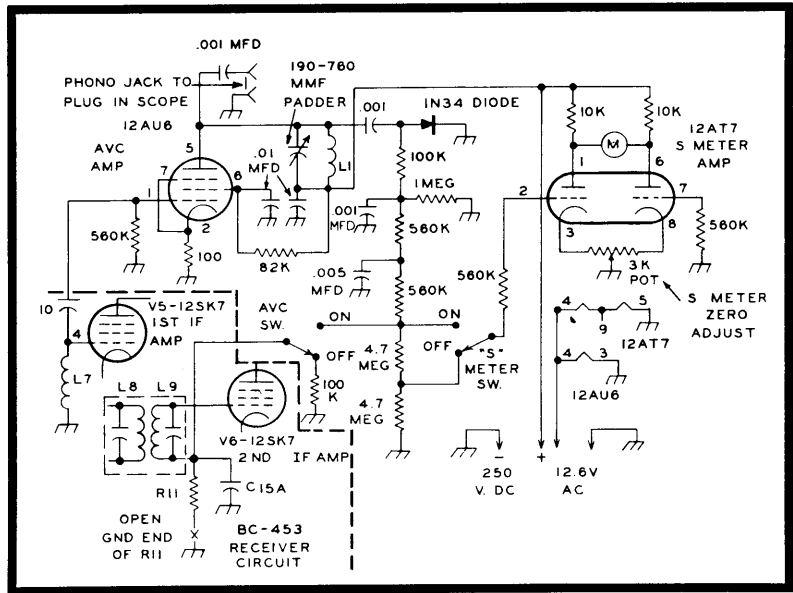 .001 MFD
PHONO JACK TO
PLUG IN SCOPE
190-760
MMF
PADDER
.001
1N34 DIODE
10K
10K
12AT7
S METER
AMP
M
12AU6
AVC
AMP
5
7
1
6
2
.01
MFD
L1
100K
1MEG
.001
MFD
560K
100
82K
560K
.005
MFD
560K
2
1
6
7
3
8
560K
560K
3K
POT
S METER
ZERO
ADJUST
10
V5-12SK7
1ST IF
AMP
4
L7
AVC
SW.
ON
OFF
100
K
ON
OFF
"S"
METER
SW.
4.7
MEG
4.7
MEG
4
5
9
12AT7
4
3
12AU6
L8
L9
V6-12SK7
2ND IF AMP
R11
C15A
OPEN
GND END
OF R11
X
BC-453
RECEIVER
CIRCUIT
-
250
V. DC
+
12.6V
AC